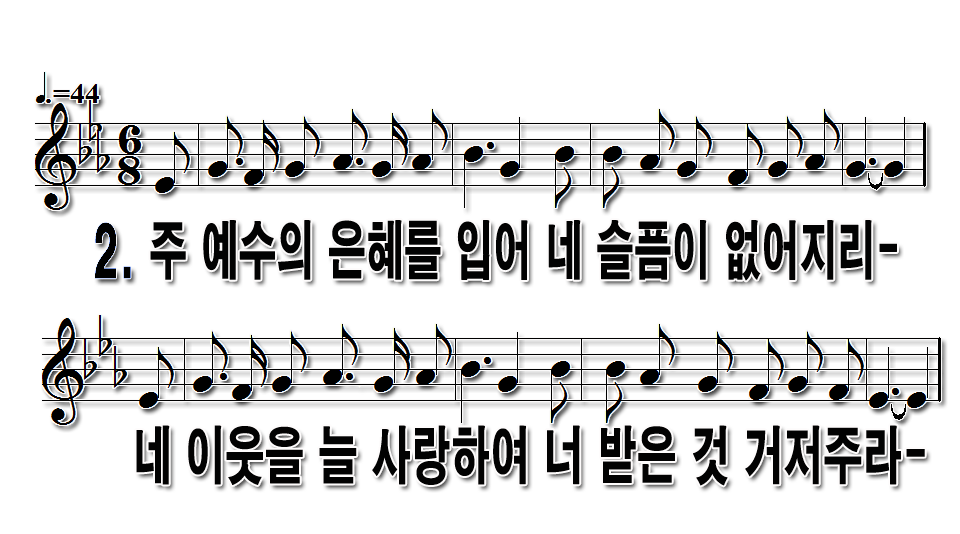 ♩.=44
6
8
2. 주 예수의 은혜를 입어 네 슬픔이 없어지리-
네 이웃을 늘 사랑하여 너 받은 것 거저주라-